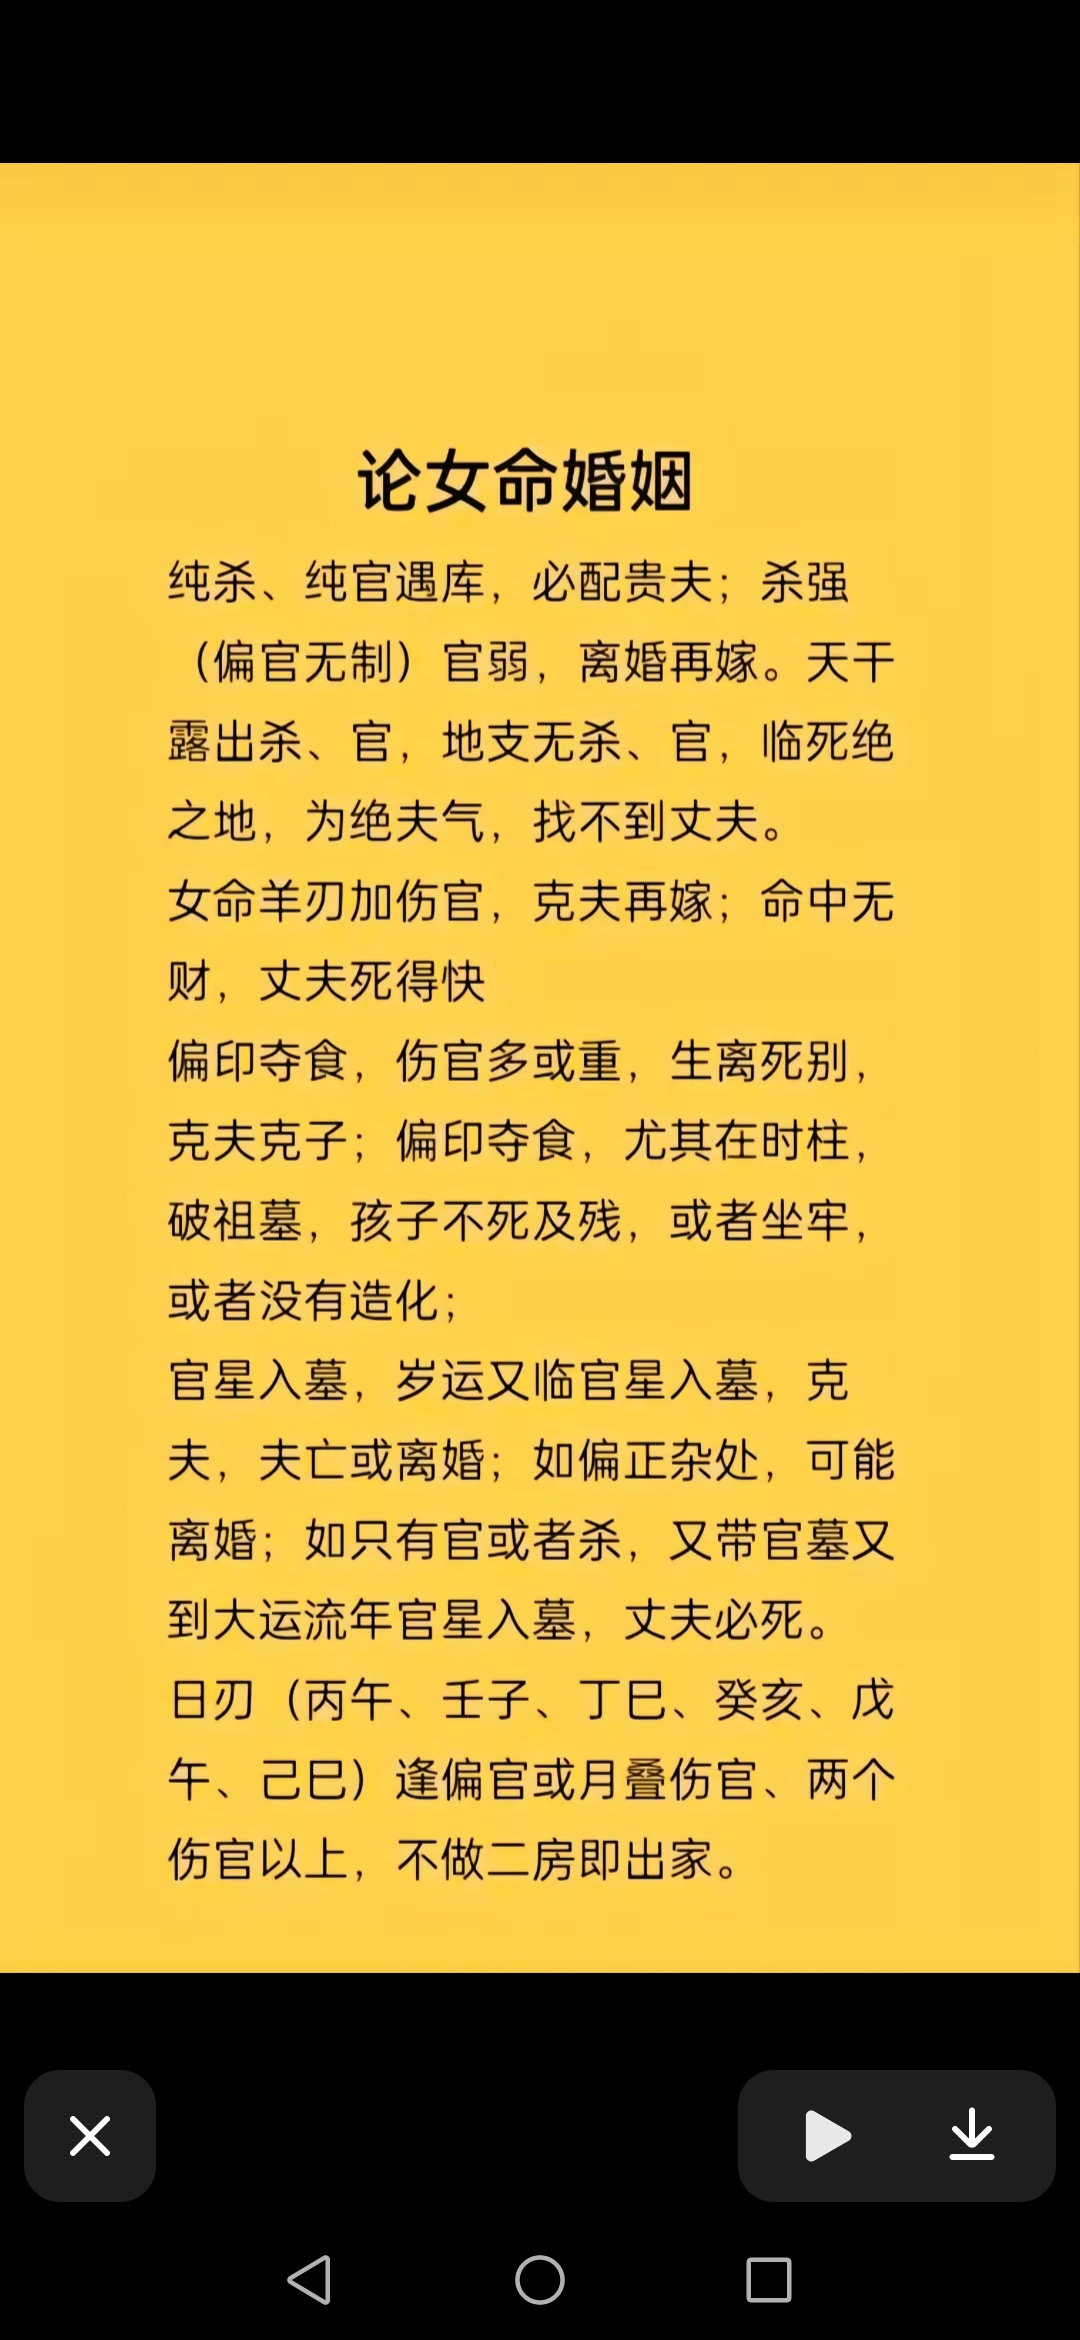 论女命婚姻
纯杀、纯官遇库，必配贵夫；杀强
（偏官无制）官弱，离婚再嫁。天干
露出杀、官，地支无杀、官，临死绝
之地，为绝夫气，找不到丈夫。
女命羊刃加伤官，克夫再嫁；命中无
财，丈夫死得快
偏印夺食，伤官多或重，生离死别，
克夫克子；偏印夺食，尤其在时柱，
破祖墓，孩子不死及残，或者坐牢，
或者没有造化；
官星入墓，岁运又临官星入墓，克
夫，夫亡或离婚；如偏正杂处，可能
离婚；如只有官或者杀，又带官墓又
到大运流年官星入墓，丈夫必死。
日刃（丙午、壬子、丁巳、癸亥、戊
午、己巳）逢偏官或月叠伤官、两个
伤官以上，不做二房即出家。